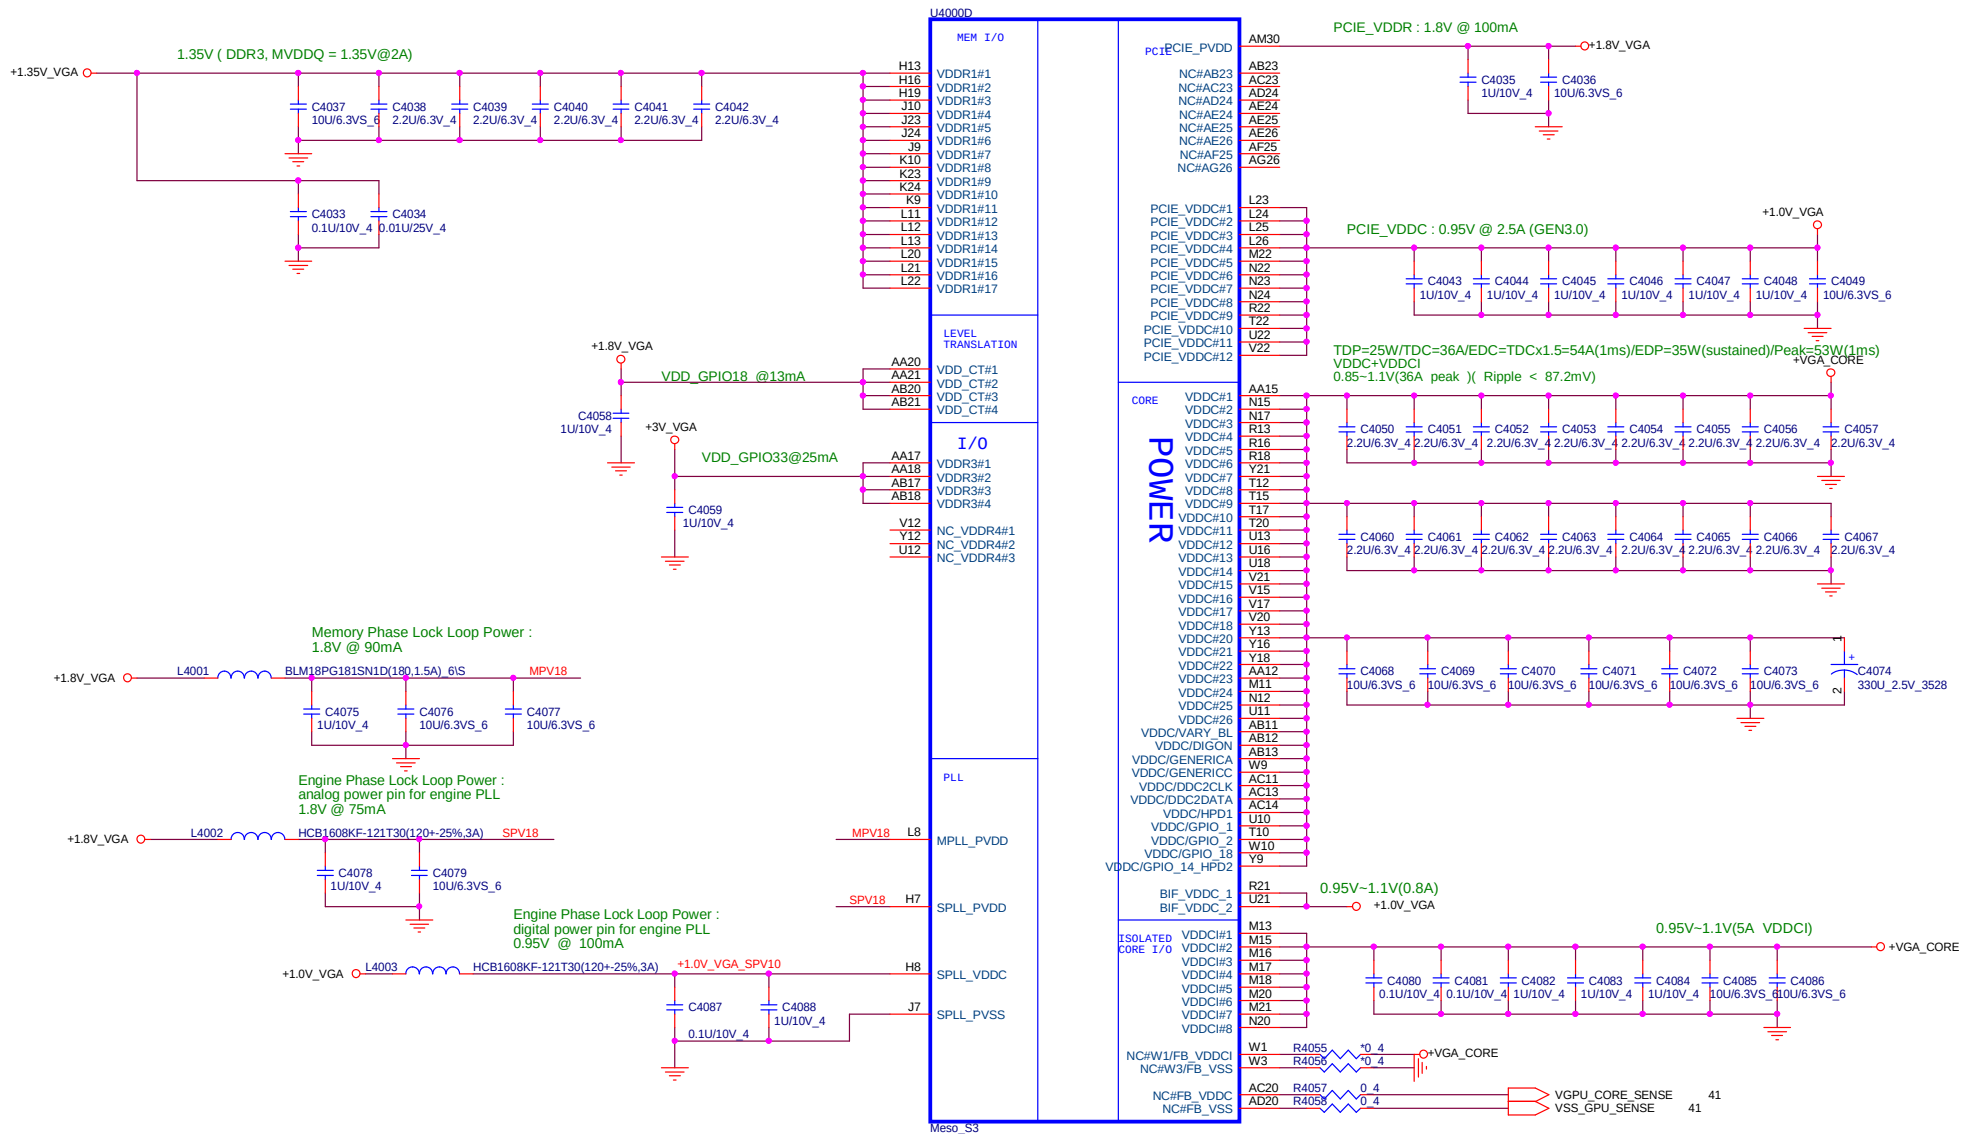 U4000D
MEM I/O
1.35V ( DDR3, MVDDQ = 1.35V@2A)
+1.35V_VGA
C4037
10U/6.3VS_6
C4038
2.2U/6.3V_4
C4039
2.2U/6.3V_4
C4040
2.2U/6.3V_4
C4041
2.2U/6.3V_4
C4042
2.2U/6.3V_4
C4033
0.1U/10V_4
C4034
0.01U/25V_4
H13 VDDR1#1
H16 VDDR1#2
H19 VDDR1#3
J10 VDDR1#4
J23 VDDR1#5
J24 VDDR1#6
J9 VDDR1#7
K10 VDDR1#8
K23 VDDR1#9
K24 VDDR1#10
K9 VDDR1#11
L11 VDDR1#12
L12 VDDR1#13
L13 VDDR1#14
L20 VDDR1#15
L21 VDDR1#16
L22 VDDR1#17
LEVEL
TRANSLATION
+1.8V_VGA
VDD_GPIO18 @13mA
C4058
1U/10V_4
AA20 VDD_CT#1
AA21 VDD_CT#2
AB20 VDD_CT#3
AB21 VDD_CT#4
I/O
+3V_VGA
VDD_GPIO33@25mA
C4059
1U/10V_4
AA17 VDDR3#1
AA18 VDDR3#2
AB17 VDDR3#3
AB18 VDDR3#4
V12 NC_VDDR4#1
Y12 NC_VDDR4#2
U12 NC_VDDR4#3
Memory Phase Lock Loop Power :
1.8V @ 90mA
+1.8V_VGA
L4001
BLM18PG181SN1D(180,1.5A)_6\S
MPV18
C4075
1U/10V_4
C4076
10U/6.3VS_6
C4077
10U/6.3VS_6
Engine Phase Lock Loop Power :
analog power pin for engine PLL
1.8V @ 75mA
+1.8V_VGA
L4002
HCB1608KF-121T30(120+-25%,3A)
SPV18
C4078
1U/10V_4
C4079
10U/6.3VS_6
PLL
MPV18 L8 MPLL_PVDD
SPV18 H7 SPLL_PVDD
Engine Phase Lock Loop Power :
digital power pin for engine PLL
0.95V @ 100mA
+1.0V_VGA
L4003
HCB1608KF-121T30(120+-25%,3A)
+1.0V_VGA_SPV10
C4087
0.1U/10V_4
C4088
1U/10V_4
H8 SPLL_VDDC
J7 SPLL_PVSS
Meso_S3
PCIE
PCIE_PVDD AM30
PCIE_VDDR : 1.8V @ 100mA
+1.8V_VGA
C4035
1U/10V_4
C4036
10U/6.3VS_6
NC#AB23 AB23
NC#AC23 AC23
NC#AD24 AD24
NC#AE24 AE24
NC#AE25 AE25
NC#AE26 AE26
NC#AF25 AF25
NC#AG26 AG26
PCIE_VDDC#1 L23
PCIE_VDDC#2 L24
PCIE_VDDC#3 L25
PCIE_VDDC#4 L26
PCIE_VDDC#5 M22
PCIE_VDDC#6 N22
PCIE_VDDC#7 N23
PCIE_VDDC#8 N24
PCIE_VDDC#9 R22
PCIE_VDDC#10 T22
PCIE_VDDC#11 U22
PCIE_VDDC#12 V22
PCIE_VDDC : 0.95V @ 2.5A (GEN3.0)
+1.0V_VGA
C4043
1U/10V_4
C4044
1U/10V_4
C4045
1U/10V_4
C4046
1U/10V_4
C4047
1U/10V_4
C4048
1U/10V_4
C4049
10U/6.3VS_6
TDP=25W/TDC=36A/EDC=TDCx1.5=54A(1ms)/EDP=35W(sustained)/Peak=53W(1ms)
VDDC+VDDCI
0.85~1.1V(36A peak )( Ripple < 87.2mV)
+VGA_CORE
CORE
POWER
VDDC#1 AA15
VDDC#2 N15
VDDC#3 N17
VDDC#4 R13
VDDC#5 R16
VDDC#6 R18
VDDC#7 Y21
VDDC#8 T12
VDDC#9 T15
VDDC#10 T17
VDDC#11 T20
VDDC#12 U13
VDDC#13 U16
VDDC#14 U18
VDDC#15 V21
VDDC#16 V15
VDDC#17 V17
VDDC#18 V20
VDDC#20 Y13
VDDC#21 Y16
VDDC#22 Y18
VDDC#23 AA12
VDDC#24 M11
VDDC#25 N12
VDDC#26 U11
VDDC/VARY_BL AB11
VDDC/DIGON AB12
VDDC/GENERICA AB13
VDDC/GENERICC W9
VDDC/DDC2CLK AC11
VDDC/DDC2DATA AC13
VDDC/HPD1 AC14
VDDC/GPIO_1 U10
VDDC/GPIO_2 T10
VDDC/GPIO_18 W10
VDDC/GPIO_14_HPD2 Y9
C4050
2.2U/6.3V_4
C4051
2.2U/6.3V_4
C4052
2.2U/6.3V_4
C4053
2.2U/6.3V_4
C4054
2.2U/6.3V_4
C4055
2.2U/6.3V_4
C4056
2.2U/6.3V_4
C4057
2.2U/6.3V_4
C4060
2.2U/6.3V_4
C4061
2.2U/6.3V_4
C4062
2.2U/6.3V_4
C4063
2.2U/6.3V_4
C4064
2.2U/6.3V_4
C4065
2.2U/6.3V_4
C4066
2.2U/6.3V_4
C4067
2.2U/6.3V_4
C4068
10U/6.3VS_6
C4069
10U/6.3VS_6
C4070
10U/6.3VS_6
C4071
10U/6.3VS_6
C4072
10U/6.3VS_6
C4073
10U/6.3VS_6
1
+
2
C4074
330U_2.5V_3528
BIF_VDDC_1 R21
BIF_VDDC_2 U21
0.95V~1.1V(0.8A)
+1.0V_VGA
ISOLATED
CORE I/O
VDDCI#1 M13
VDDCI#2 M15
VDDCI#3 M16
VDDCI#4 M17
VDDCI#5 M18
VDDCI#6 M20
VDDCI#7 M21
VDDCI#8 N20
0.95V~1.1V(5A VDDCI)
+VGA_CORE
C4080
0.1U/10V_4
C4081
0.1U/10V_4
C4082
1U/10V_4
C4083
1U/10V_4
C4084
1U/10V_4
C4085
10U/6.3VS_6
C4086
10U/6.3VS_6
NC#W1/FB_VDDCI W1 R4055 *0_4 +VGA_CORE
NC#W3/FB_VSS W3 R4056 *0_4
NC#FB_VDDC AC20 R4057 0_4 VGPU_CORE_SENSE 41
NC#FB_VSS AD20 R4058 0_4 VSS_GPU_SENSE 41